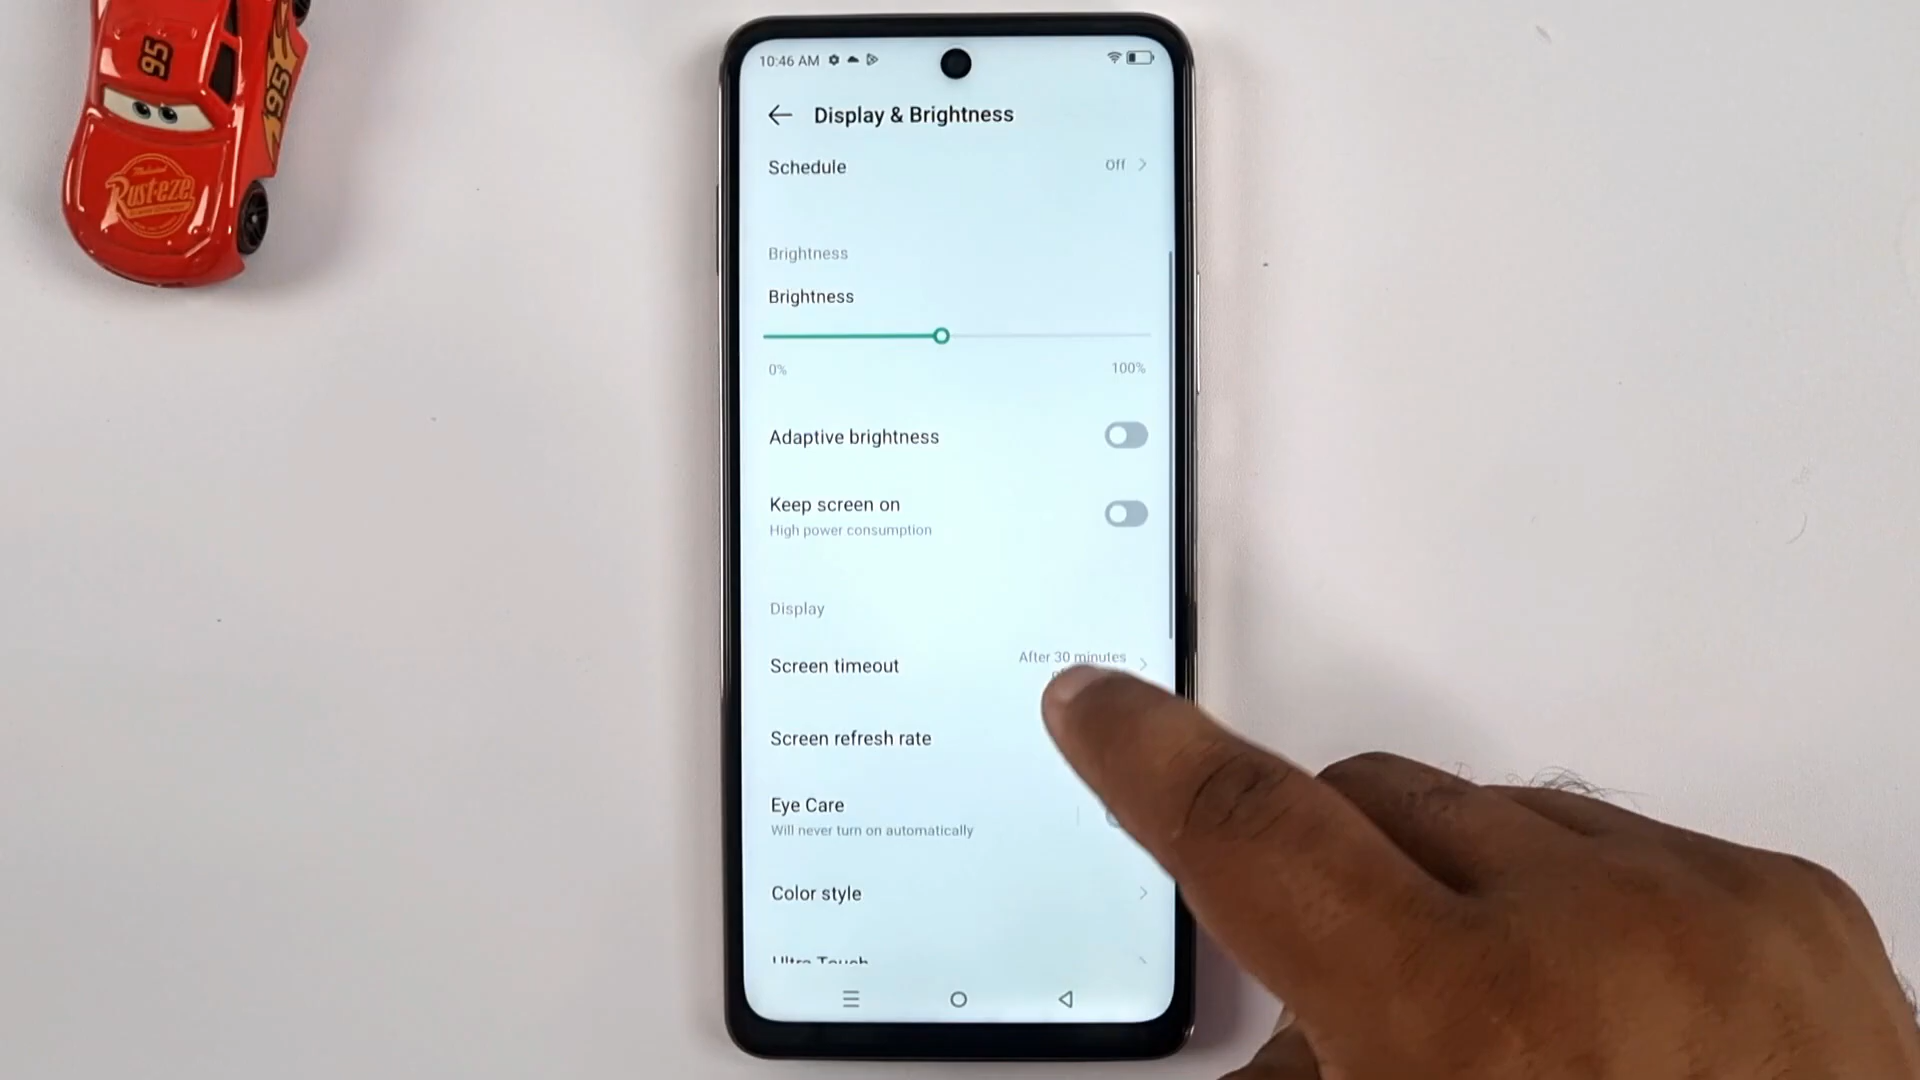 95
95
Rust-eze
10:46 AM
Display & Brightness
Schedule
Off
Brightness
Brightness
0%
100%
Adaptive brightness
Keep screen on
High power consumption
Display
Screen timeout
After 30 minutes
Screen refresh rate
Eye Care
Will never turn on automatically
Color style
Ultra Touch